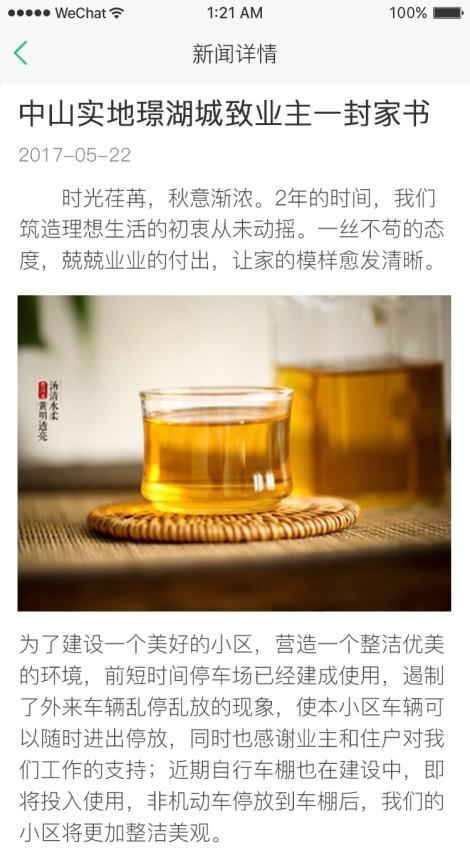 WeChat 1:21 AM 100%
新闻详情
中山实地璟湖城致业主一封家书
2017-05-22
时光荏苒，秋意渐浓。2年的时间，我们
筑造理想生活的初衷从未动摇。一丝不苟的态
度，兢兢业业的付出，让家的模样愈发清晰。
汤清水柔
黄明透亮
为了建设一个美好的小区，营造一个整洁优美
的环境，前短时间停车场已经建成使用，遏制
了外来车辆乱停乱放的现象，使本小区车辆可
以随时进出停放，同时也感谢业主和住户对我
们工作的支持；近期自行车棚也在建设中，即
将投入使用，非机动车停放到车棚后，我们的
小区将更加整洁美观。